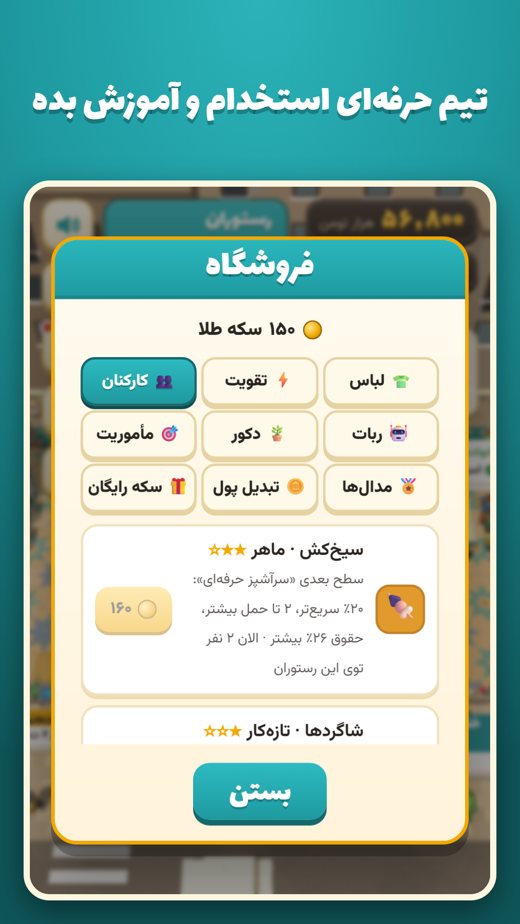 تیم حرفه‌ای استخدام و آموزش بده
۵۶,۸۰۰ هزار تومن
رستوران
فروشگاه
۱۵۰ سکه طلا
لباس
تقویت
کارکنان
ربات
دکور
مأموریت
مدال‌ها
تبدیل پول
سکه رایگان
سیخ‌کش · ماهر ★★☆
سطح بعدی «سرآشپز حرفه‌ای»:
۲۰٪ سریع‌تر، ۲ تا حمل بیشتر،
حقوق ۲۶٪ بیشتر · الان ۲ نفر
توی این رستوران
۱۶۰
شاگردها · تازه‌کار ★☆☆
بستن